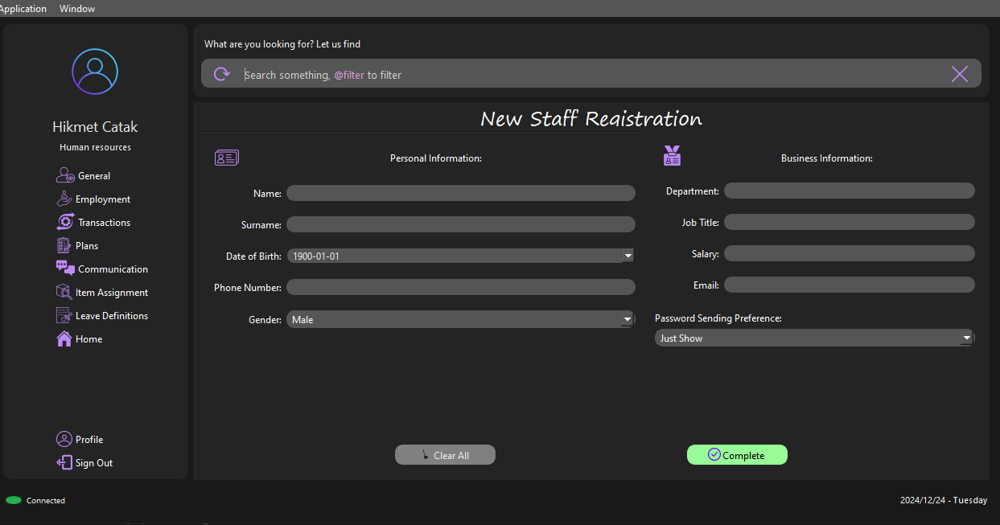 Application Window
What are you looking for? Let us find
Search something, @filter to filter
Hikmet Catak
Human resources
General
Employment
Transactions
Plans
Communication
Item Assignment
Leave Definitions
Home
Profile
Sign Out
New Staff Registration
Personal Information:
Name:
Surname:
Date of Birth: 1900-01-01
Phone Number:
Gender: Male
Business Information:
Department:
Job Title:
Salary:
Email:
Password Sending Preference:
Just Show
Clear All
Complete
Connected
2024/12/24 - Tuesday